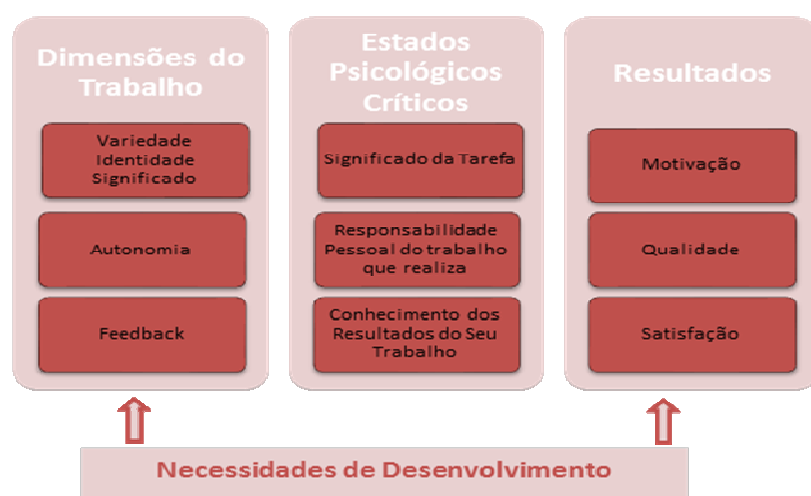 Dimensões do
Trabalho
Variedade
Identidade
Significado
Autonomia
Feedback
Estados
Psicológicos
Críticos
Significado da Tarefa
Responsabilidade
Pessoal do trabalho
que realiza
Conhecimento dos
Resultados do Seu
Trabalho
Resultados
Motivação
Qualidade
Satisfação
Necessidades de Desenvolvimento